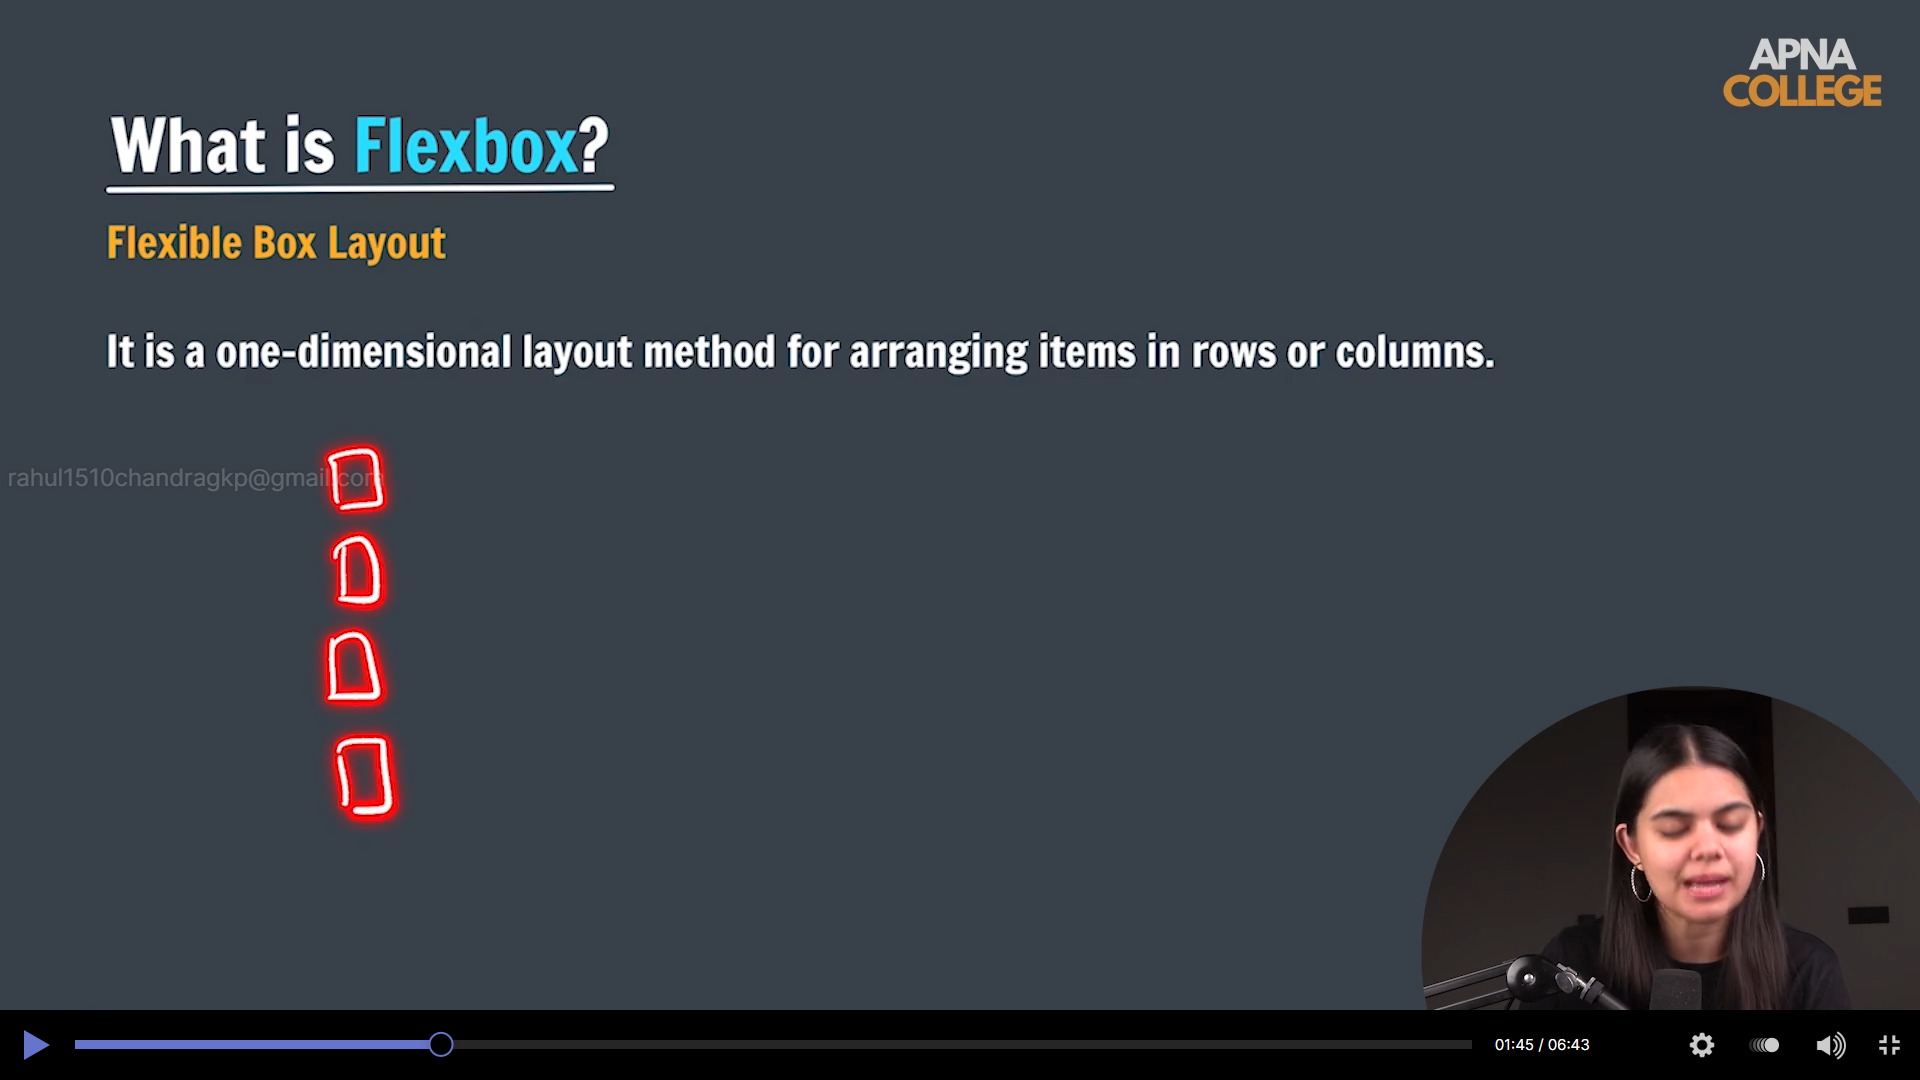 APNA
COLLEGE
What is Flexbox?
Flexible Box Layout
It is a one-dimensional layout method for arranging items in rows or columns.
rahul1510chandragkp@gmail.com
01:45 / 06:43